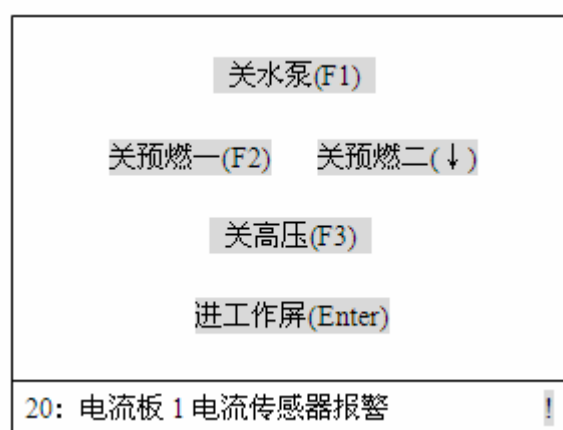 关水泵(F1)
关预燃一(F2) 关预燃二(↓)
关高压(F3)
进工作屏(Enter)
20：电流板 1 电流传感器报警 !